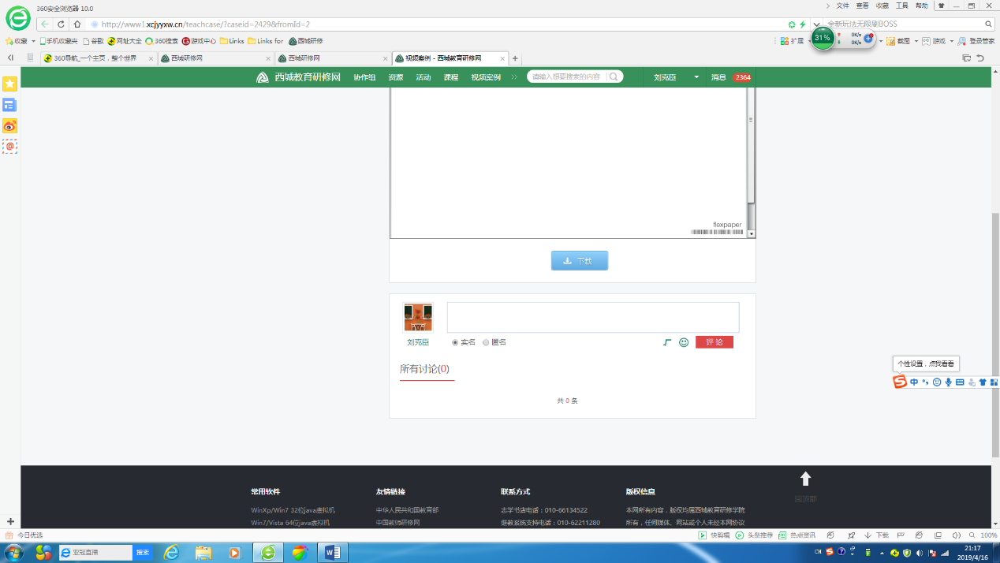 360安全浏览器 10.0
文件 查看 收藏 工具 帮助
http://www1.xcjyyxw.cn/teachcase/?caseId=2429&fromId=2
全新玩法无限刷BOSS
收藏 手机收藏夹 谷歌 网址大全 360搜索 游戏中心 Links Links for 西城研修
31% 0K/s 0K/s
扩展 截图 游戏 登录管家
360导航_一个主页，整个世界 西城研修网 西城研修网 视频案例 - 西城教育研修网
西城教育研修网 协作组 资源 活动 课程 视频案例 请输入想要搜索的内容 刘克臣 消息 2364
flexpaper
下载
刘克臣 实名 匿名 评 论
所有讨论(0)
共 0 条
个性设置，点我看看
中
常用软件 友情链接 联系方式 版权信息
回顶部
WinXp/Win7 32位java虚拟机 中华人民共和国教育部 志学书店电话：010-66134522 本网所有内容，版权均属西城教育研修学院
Win7/Vista 64位java虚拟机 中国教师研修网 继教系统支持电话：010-62211280 所有，任何媒体、网站或个人未经本网协议
今日优选 快剪辑 头条推荐 热点资讯 下载 100%
亚冠直播 搜索
CH
21:17
2019/4/16